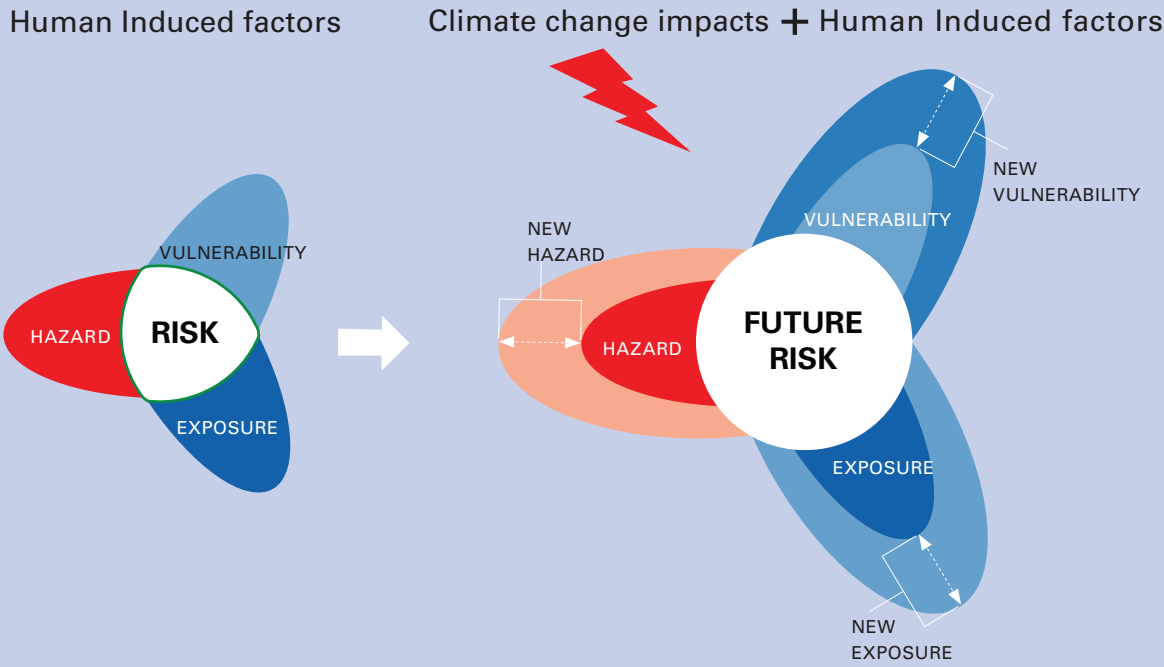 Human Induced factors
Climate change impacts + Human Induced factors
VULNERABILITY
HAZARD
RISK
EXPOSURE
NEW
VULNERABILITY
VULNERABILITY
NEW
HAZARD
HAZARD
FUTURE
RISK
EXPOSURE
NEW
EXPOSURE